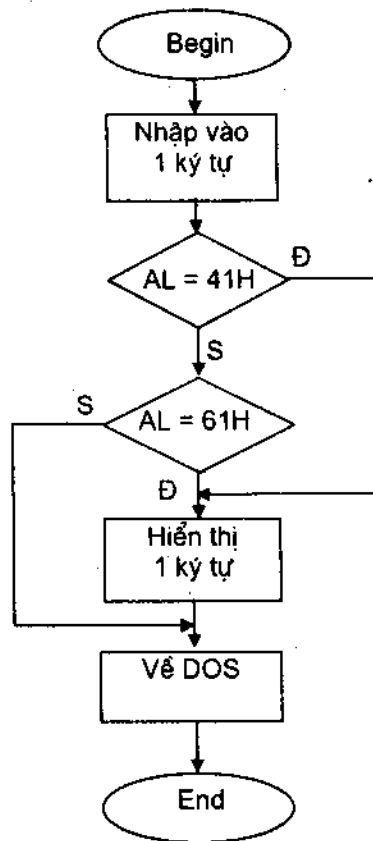 Begin
Nhập vào
1 ký tự
AL = 41H
Đ
S
S
AL = 61H
Đ
Hiển thị
1 ký tự
Về DOS
End